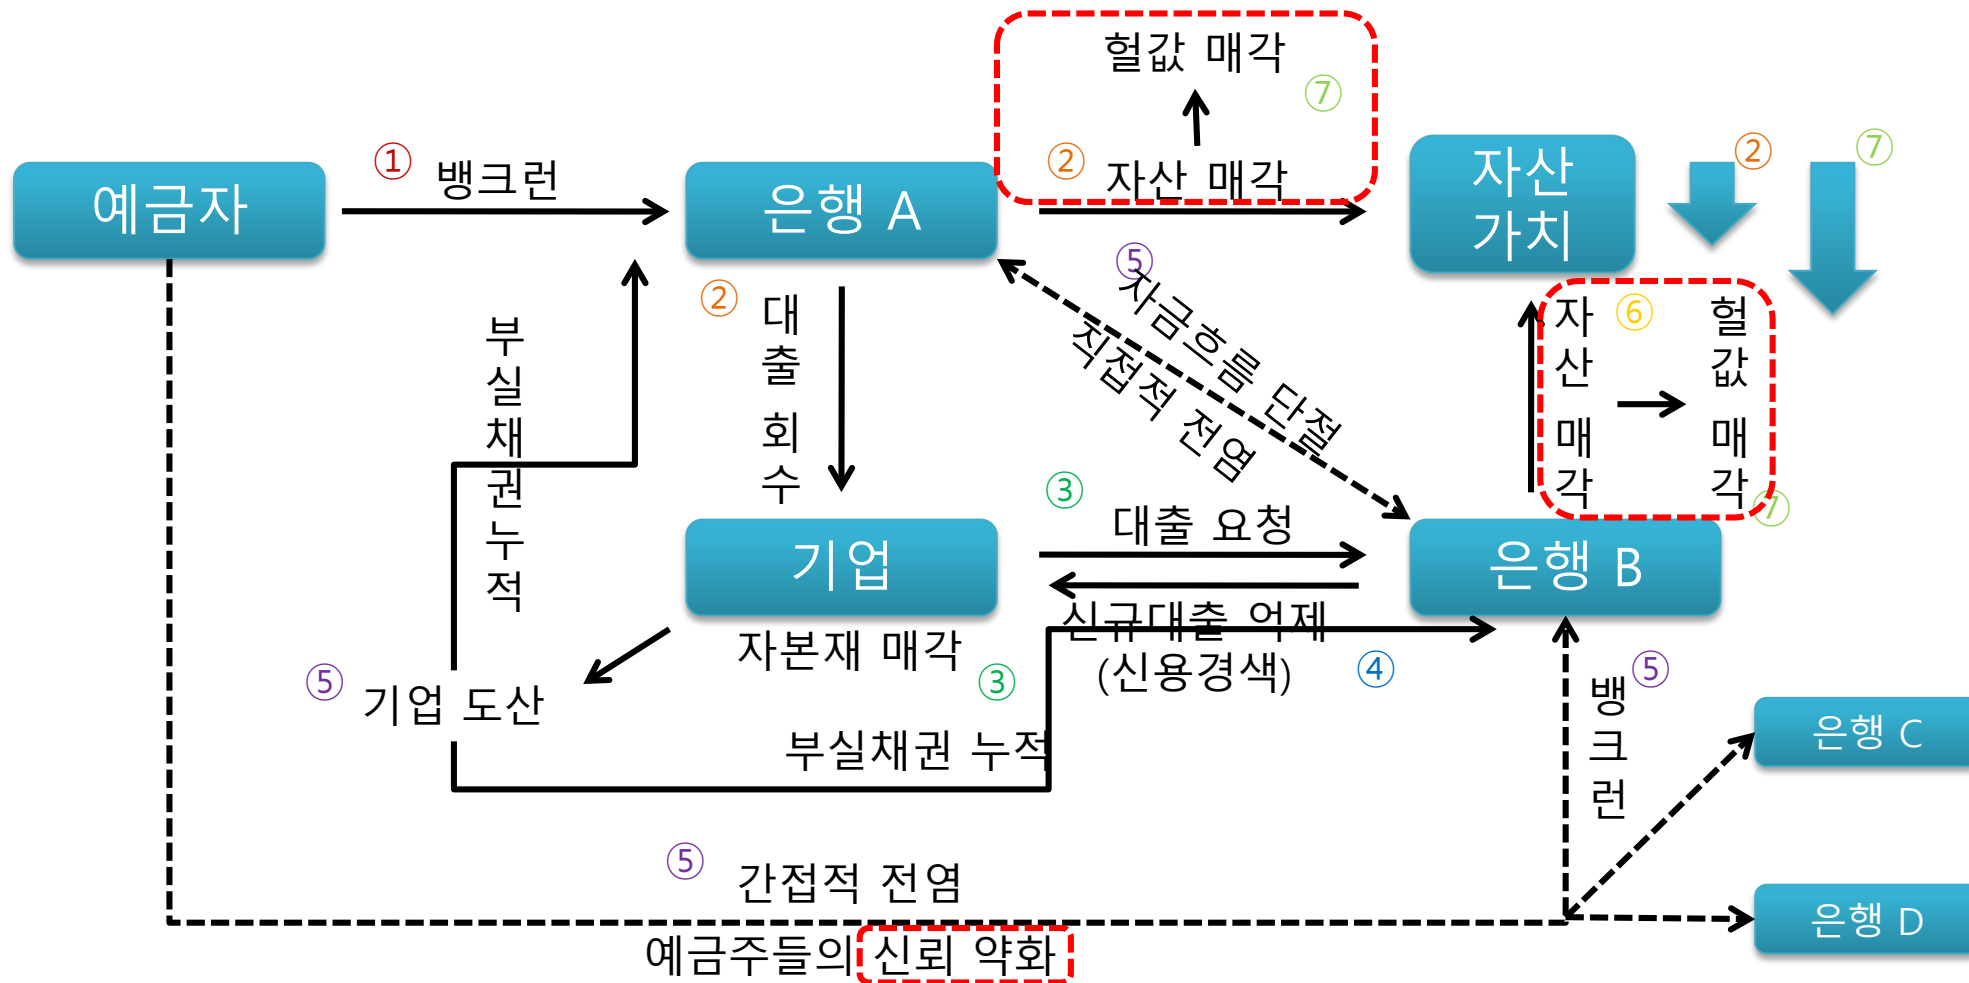 헐값 매각
⑦
① 뱅크런
② 자산 매각
② ⑦
예금자
은행 A
자산
가치
② 대출 회수
부실채권누적
⑤ 자금흐름 단절
직접적 전염
자산 매각
⑥
헐값 매각
⑦
③ 대출 요청
기업
은행 B
신규대출 억제
(신용경색) ④
자본재 매각 ③
⑤ 기업 도산
부실채권 누적
뱅크런 ⑤
은행 C
⑤ 간접적 전염
은행 D
예금주들의 신뢰 약화